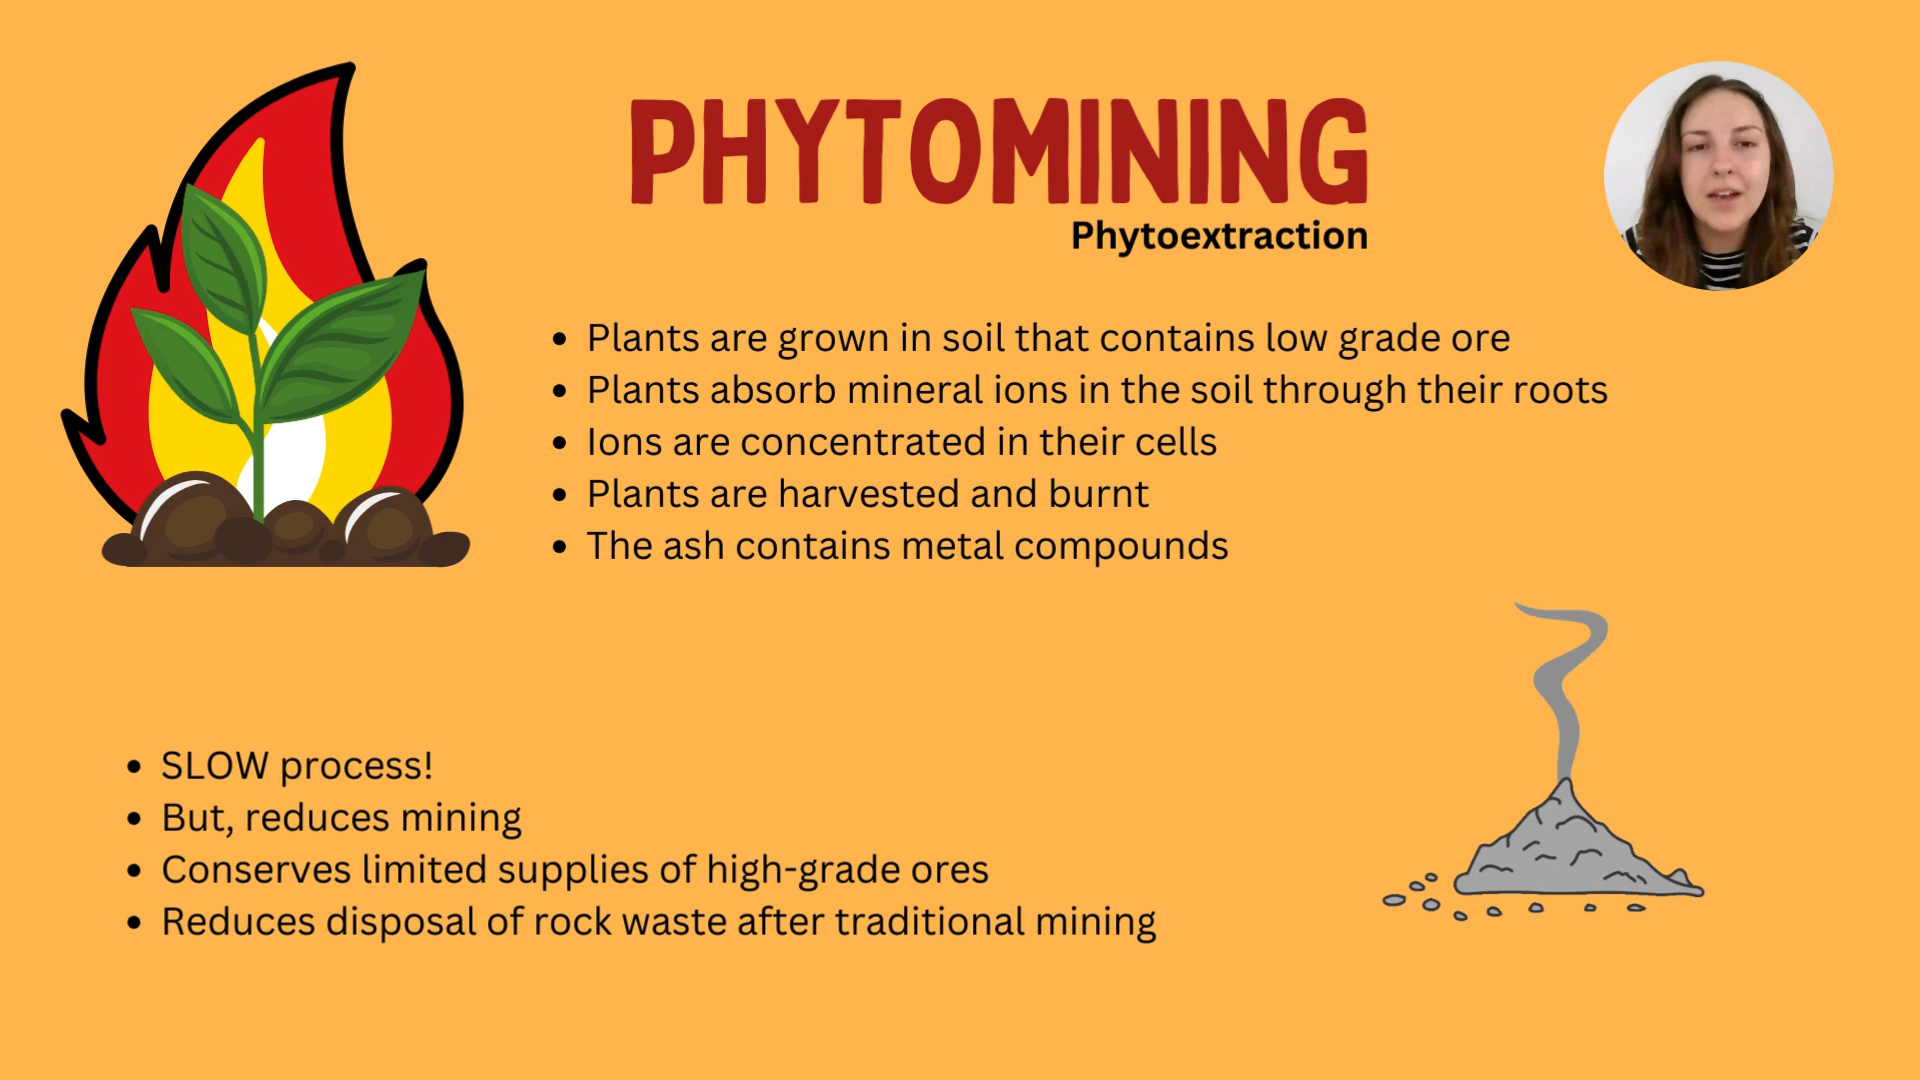 PHYTOMINING
Phytoextraction
• Plants are grown in soil that contains low grade ore
• Plants absorb mineral ions in the soil through their roots
• Ions are concentrated in their cells
• Plants are harvested and burnt
• The ash contains metal compounds
• SLOW process!
• But, reduces mining
• Conserves limited supplies of high-grade ores
• Reduces disposal of rock waste after traditional mining